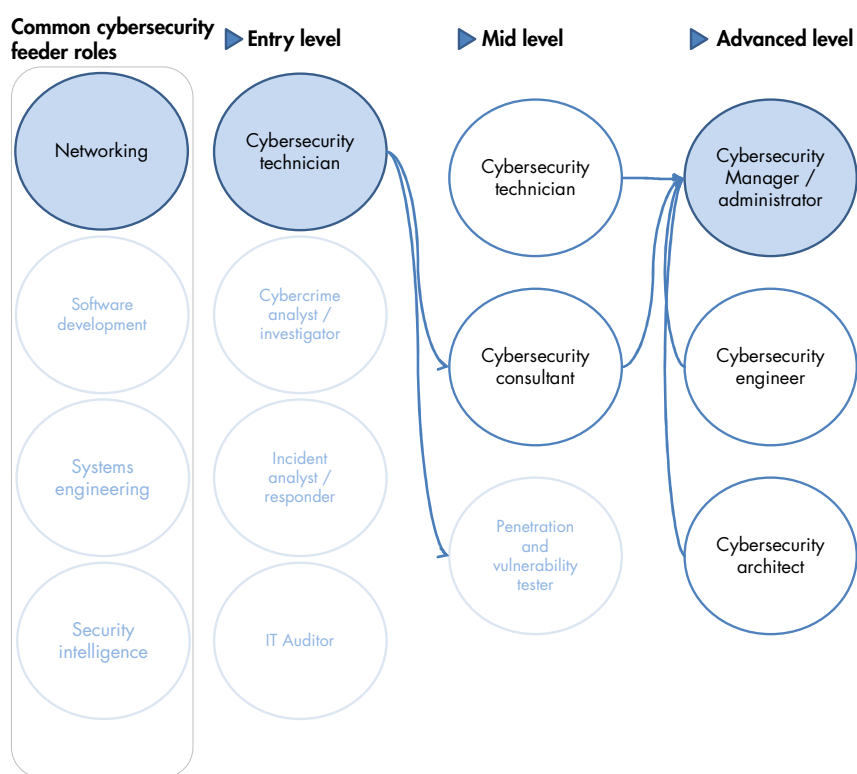 Common cybersecurity
feeder roles
Entry level
Mid level
Advanced level
Networking
Software
development
Systems
engineering
Security
intelligence
Cybersecurity
technician
Cybercrime
analyst /
investigator
Incident
analyst /
responder
IT Auditor
Cybersecurity
technician
Cybersecurity
consultant
Penetration
and
vulnerability
tester
Cybersecurity
Manager /
administrator
Cybersecurity
engineer
Cybersecurity
architect